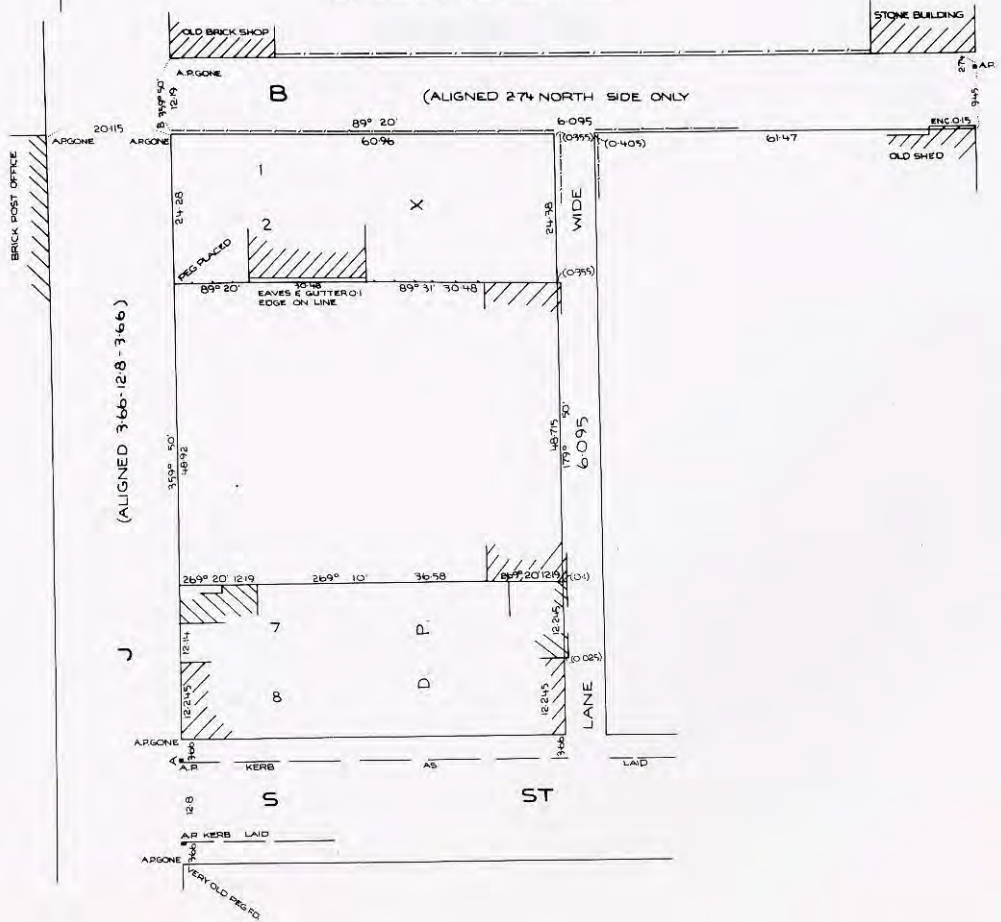 OLD BRICK SHOP
STONE BUILDING
A.P.GONE
274
A.P.
B 359° 50'
12·19
B
(ALIGNED 2·74 NORTH SIDE ONLY
9·45
20·115
89° 20'
6·095
ENC. 0·15
A.P.GONE
A.P.GONE
60·96
(0·355)
(0·405)
61·47
OLD SHED
BRICK POST OFFICE
1
24·28
X
24·38
WIDE
2
PEG PLACED
(0·355)
89° 20'
30·48
89° 31' 30·48
EAVES & GUTTER 0·1
EDGE ON LINE
(ALIGNED 3·66-12·8-3·66)
359° 50'
48·92
48·715
179° 50'
6·095
269° 20' 12·19
269° 10' 36·58
269° 20' 12·19
(0·1)
J
12·14
7
D. P.
12·245
(0·025)
12·245
8
12·245
LANE
A.P.GONE
3·66
3·66
A
A.P. KERB AS LAID
12·8
S ST
A.P. KERB LAID
A.P.GONE
3·66
VERY OLD PEG FD.